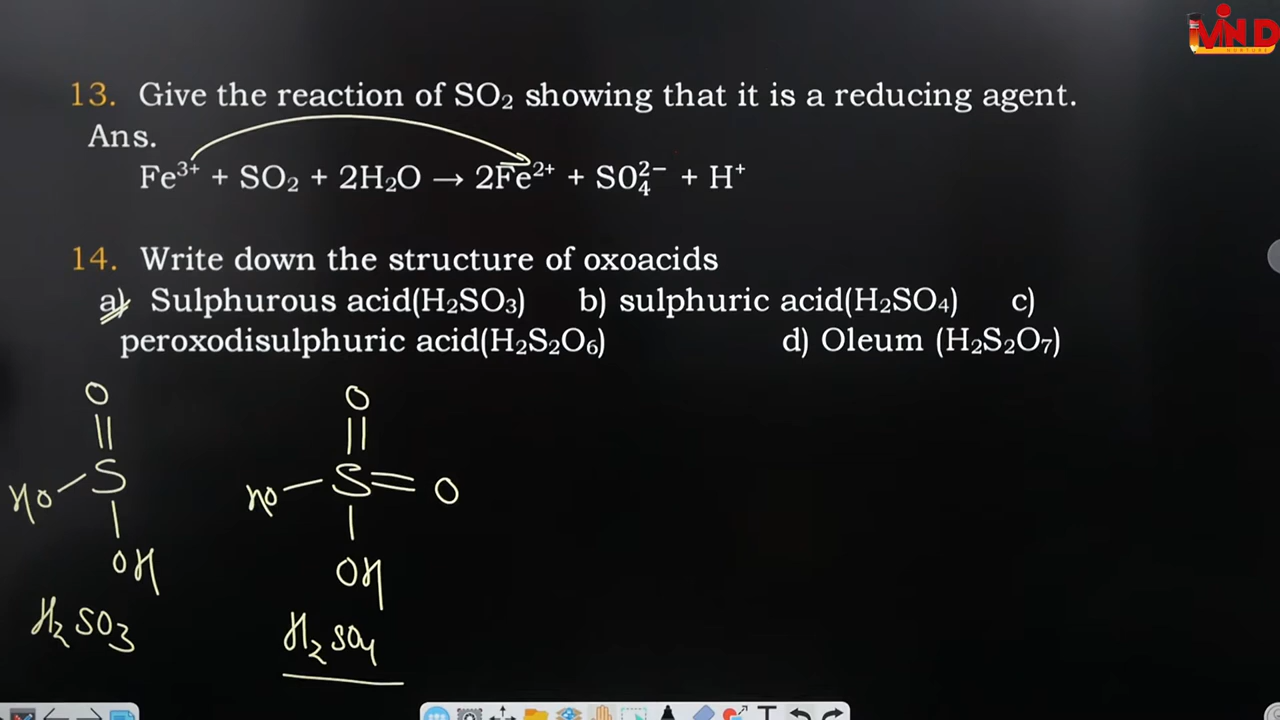 MIND
NURTURE
13. Give the reaction of SO₂ showing that it is a reducing agent.
Ans.
Fe³⁺ + SO₂ + 2H₂O → 2Fe²⁺ + SO₄²⁻ + H⁺
14. Write down the structure of oxoacids
a) Sulphurous acid(H₂SO₃) b) sulphuric acid(H₂SO₄) c)
peroxodisulphuric acid(H₂S₂O₆) d) Oleum (H₂S₂O₇)
O O
HO S HO S O
OH OH
H₂SO₃ H₂SO₄
T